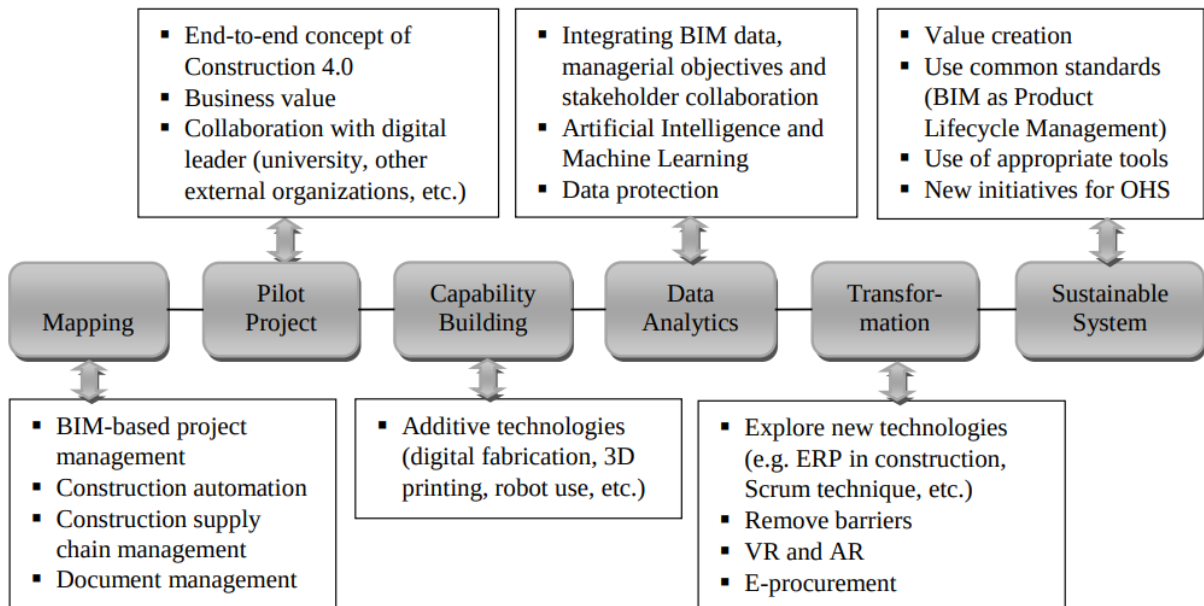 ▪ End-to-end concept of
Construction 4.0
▪ Business value
▪ Collaboration with digital
leader (university, other
external organizations, etc.)
▪ Integrating BIM data,
managerial objectives and
stakeholder collaboration
▪ Artificial Intelligence and
Machine Learning
▪ Data protection
▪ Value creation
▪ Use common standards
(BIM as Product
Lifecycle Management)
▪ Use of appropriate tools
▪ New initiatives for OHS
Mapping
Pilot
Project
Capability
Building
Data
Analytics
Transfor-
mation
Sustainable
System
▪ BIM-based project
management
▪ Construction automation
▪ Construction supply
chain management
▪ Document management
▪ Additive technologies
(digital fabrication, 3D
printing, robot use, etc.)
▪ Explore new technologies
(e.g. ERP in construction,
Scrum technique, etc.)
▪ Remove barriers
▪ VR and AR
▪ E-procurement